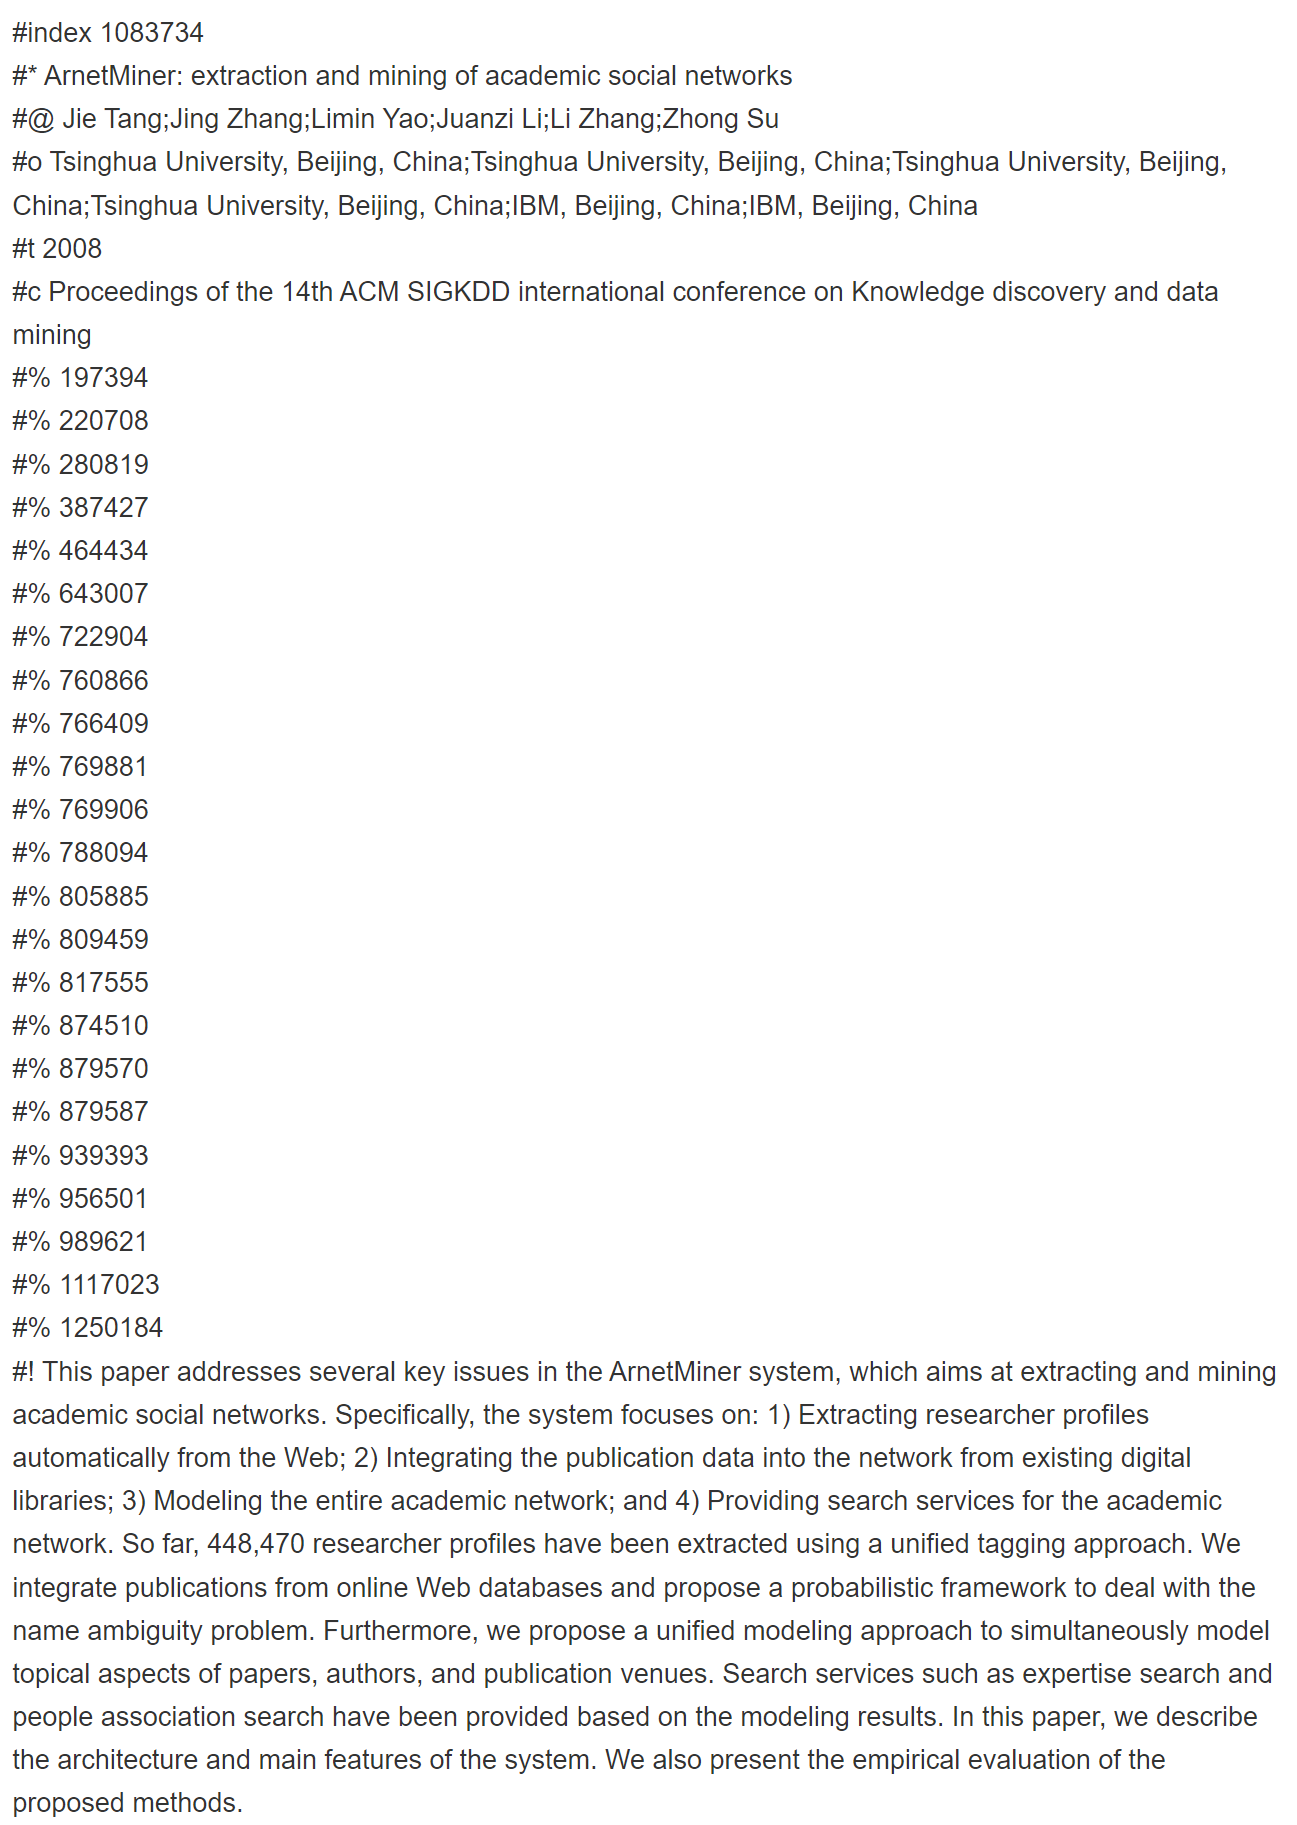 #index 1083734
#* ArnetMiner: extraction and mining of academic social networks
#@ Jie Tang;Jing Zhang;Limin Yao;Juanzi Li;Li Zhang;Zhong Su
#o Tsinghua University, Beijing, China;Tsinghua University, Beijing, China;Tsinghua University, Beijing,
China;Tsinghua University, Beijing, China;IBM, Beijing, China;IBM, Beijing, China
#t 2008
#c Proceedings of the 14th ACM SIGKDD international conference on Knowledge discovery and data
mining
#% 197394
#% 220708
#% 280819
#% 387427
#% 464434
#% 643007
#% 722904
#% 760866
#% 766409
#% 769881
#% 769906
#% 788094
#% 805885
#% 809459
#% 817555
#% 874510
#% 879570
#% 879587
#% 939393
#% 956501
#% 989621
#% 1117023
#% 1250184
#! This paper addresses several key issues in the ArnetMiner system, which aims at extracting and mining
academic social networks. Specifically, the system focuses on: 1) Extracting researcher profiles
automatically from the Web; 2) Integrating the publication data into the network from existing digital
libraries; 3) Modeling the entire academic network; and 4) Providing search services for the academic
network. So far, 448,470 researcher profiles have been extracted using a unified tagging approach. We
integrate publications from online Web databases and propose a probabilistic framework to deal with the
name ambiguity problem. Furthermore, we propose a unified modeling approach to simultaneously model
topical aspects of papers, authors, and publication venues. Search services such as expertise search and
people association search have been provided based on the modeling results. In this paper, we describe
the architecture and main features of the system. We also present the empirical evaluation of the
proposed methods.